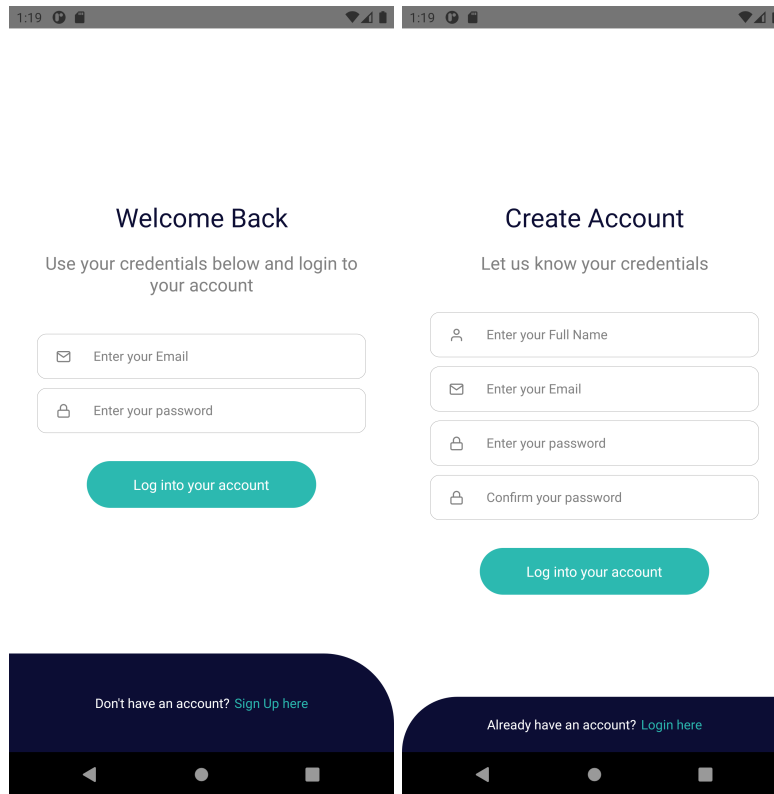 1:19
Welcome Back
Use your credentials below and login to
your account
Enter your Email
Enter your password
Log into your account
Don't have an account? Sign Up here
1:19
Create Account
Let us know your credentials
Enter your Full Name
Enter your Email
Enter your password
Confirm your password
Log into your account
Already have an account? Login here